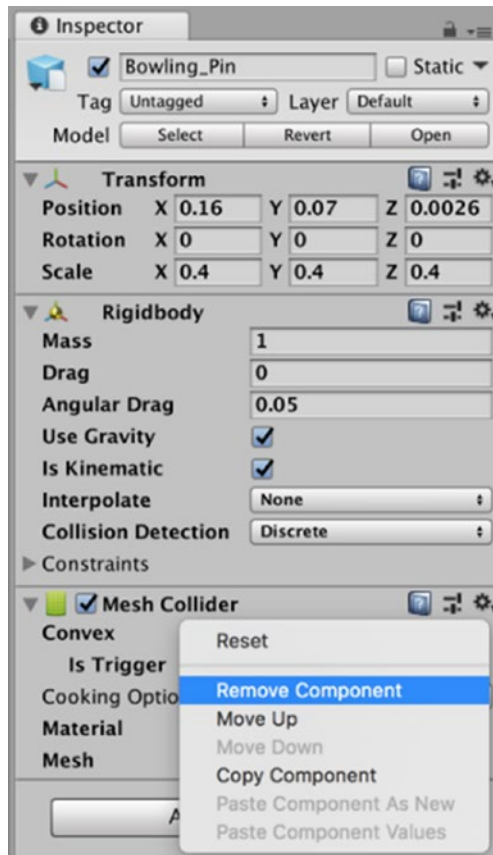 Inspector
Bowling_Pin Static
Tag Untagged Layer Default
Model Select Revert Open
Transform
Position X 0.16 Y 0.07 Z 0.0026
Rotation X 0 Y 0 Z 0
Scale X 0.4 Y 0.4 Z 0.4
Rigidbody
Mass 1
Drag 0
Angular Drag 0.05
Use Gravity
Is Kinematic
Interpolate None
Collision Detection Discrete
Constraints
Mesh Collider
Convex
Is Trigger
Cooking Optio
Material
Mesh
A
Reset
Remove Component
Move Up
Move Down
Copy Component
Paste Component As New
Paste Component Values